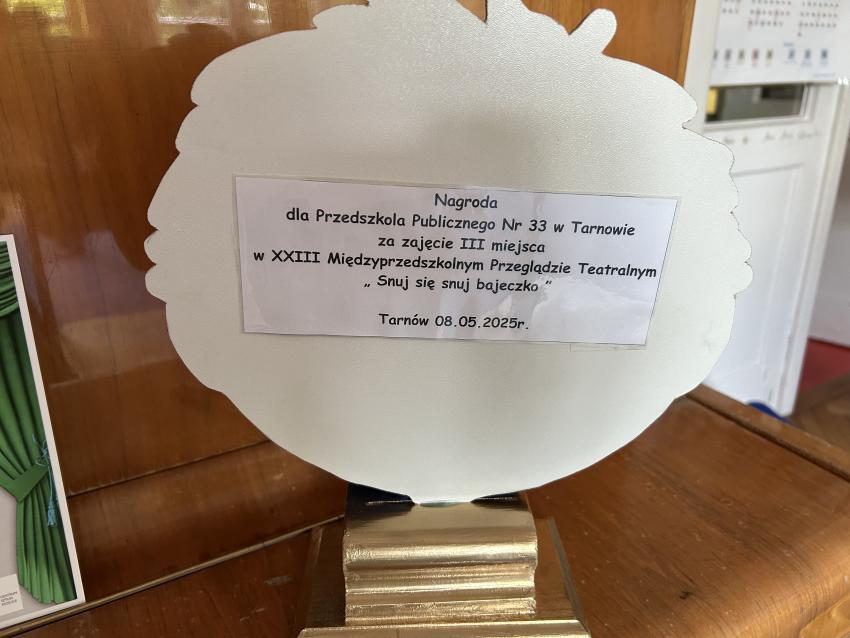 Nagroda
dla Przedszkola Publicznego Nr 33 w Tarnowie
za zajęcie III miejsca
w XXIII Międzyprzedszkolnym Przeglądzie Teatralnym
„ Snuj się snuj bajeczko ”
Tarnów 08.05.2025r.